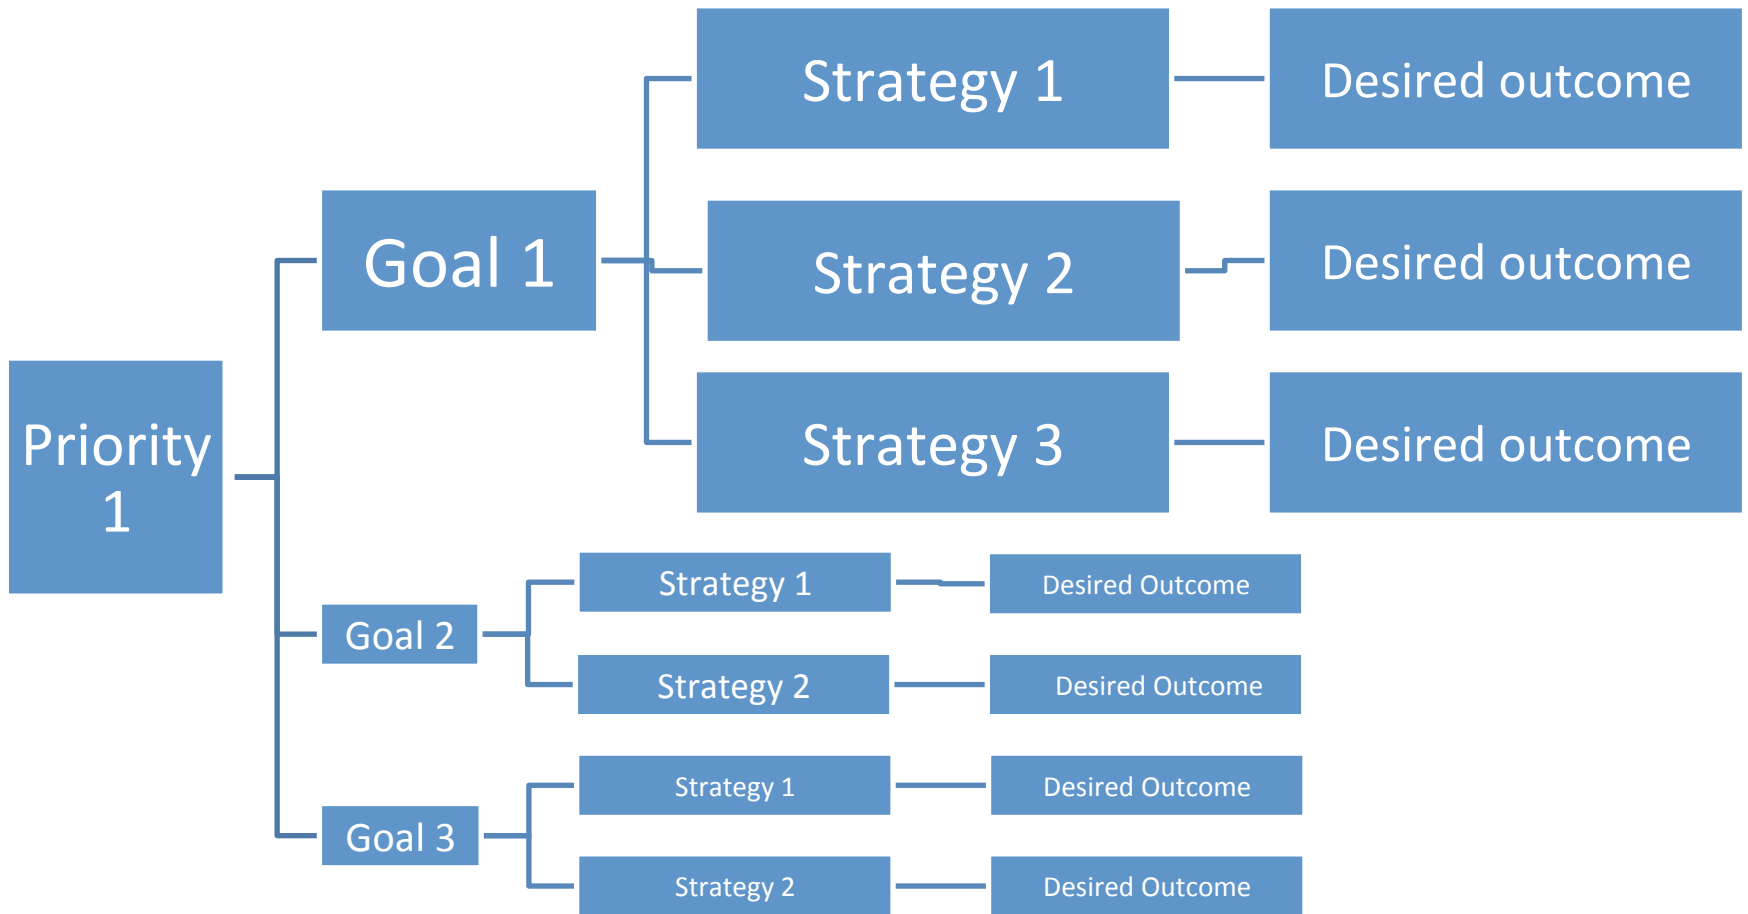 Strategy 1
Desired outcome
Goal 1
Strategy 2
Desired outcome
Priority
1
Strategy 3
Desired outcome
Strategy 1
Desired Outcome
Goal 2
Strategy 2
Desired Outcome
Strategy 1
Desired Outcome
Goal 3
Strategy 2
Desired Outcome